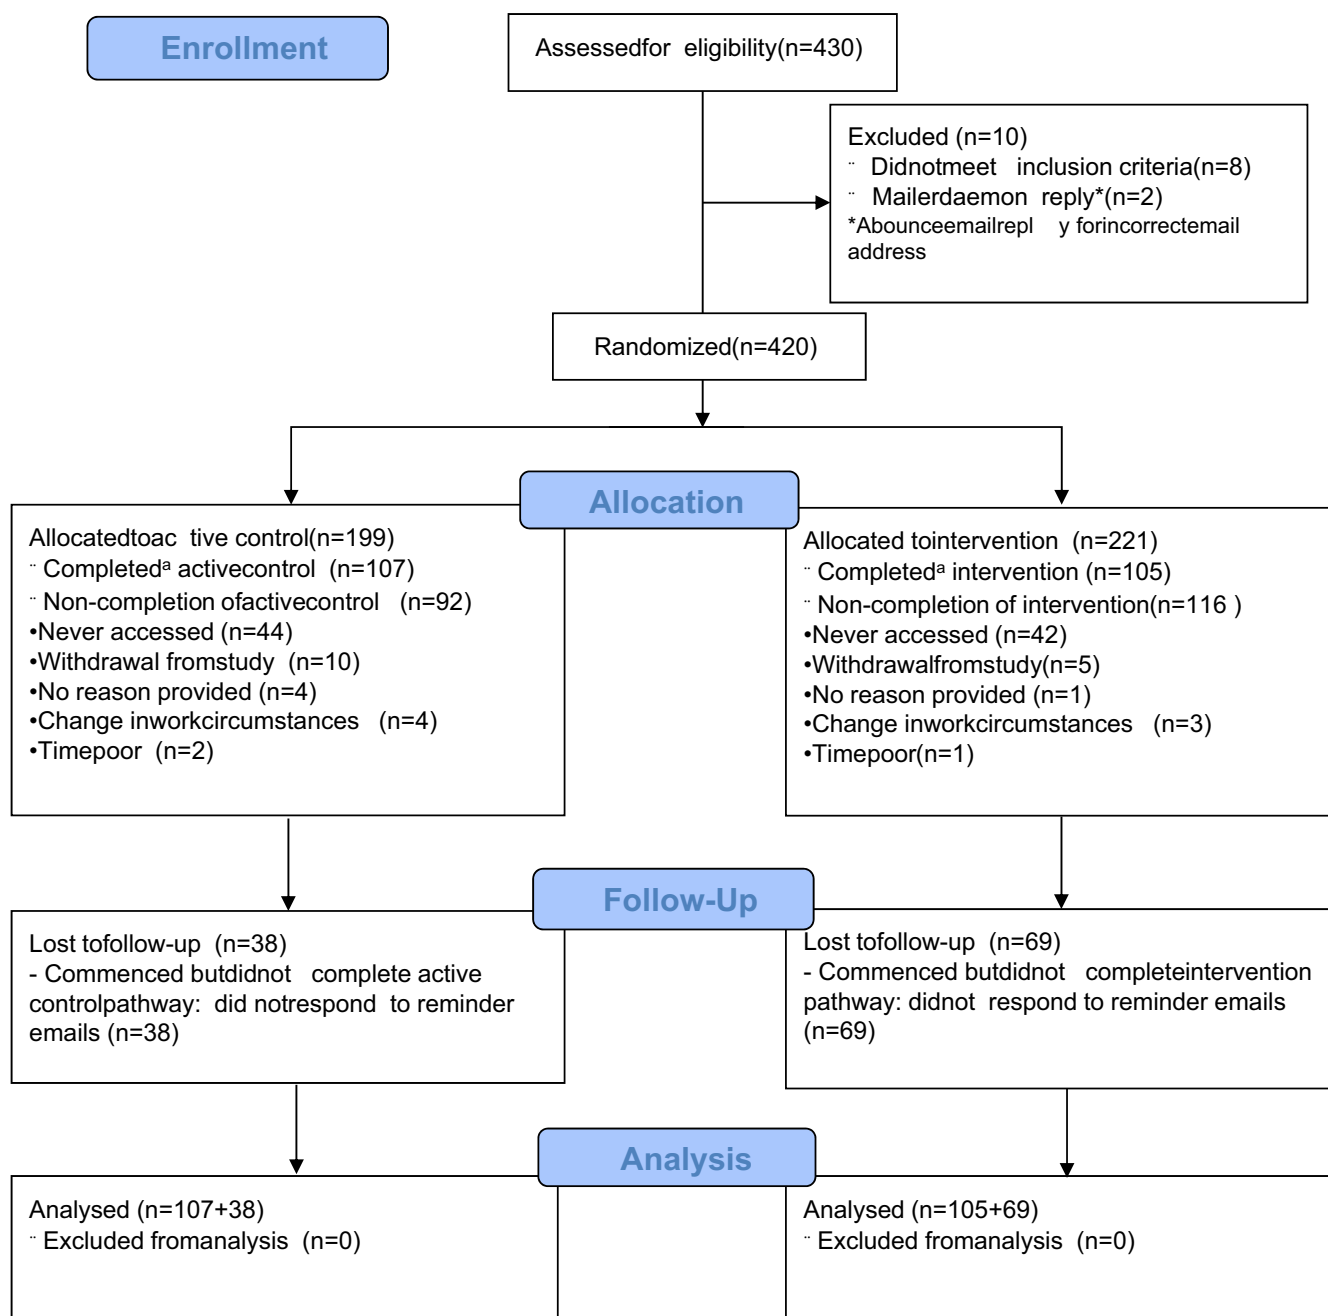 Enrollment
Assessedfor eligibility(n=430)
Excluded (n=10)
¨ Didnotmeet inclusion criteria(n=8)
¨ Mailerdaemon reply*(n=2)
*Abounceemailrepl y forincorrectemail
address
Randomized(n=420)
Allocation
Allocatedtoac tive control(n=199)
¨ Completedᵃ activecontrol (n=107)
¨ Non-completion ofactivecontrol (n=92)
•Never accessed (n=44)
•Withdrawal fromstudy (n=10)
•No reason provided (n=4)
•Change inworkcircumstances (n=4)
•Timepoor (n=2)
Allocated tointervention (n=221)
¨ Completedᵃ intervention (n=105)
¨ Non-completion of intervention(n=116 )
•Never accessed (n=42)
•Withdrawalfromstudy(n=5)
•No reason provided (n=1)
•Change inworkcircumstances (n=3)
•Timepoor(n=1)
Follow-Up
Lost tofollow-up (n=38)
- Commenced butdidnot complete active
controlpathway: did notrespond to reminder
emails (n=38)
Lost tofollow-up (n=69)
- Commenced butdidnot completeintervention
pathway: didnot respond to reminder emails
(n=69)
Analysis
Analysed (n=107+38)
¨ Excluded fromanalysis (n=0)
Analysed (n=105+69)
¨ Excluded fromanalysis (n=0)